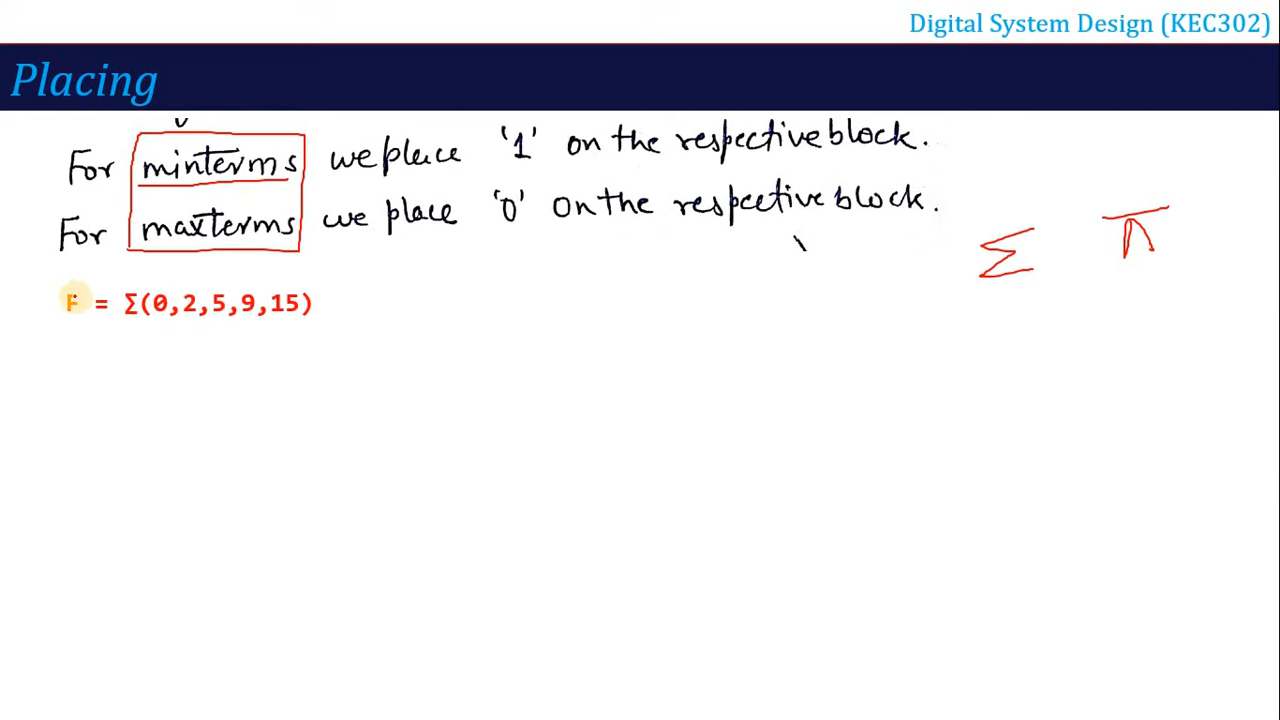 Digital System Design (KEC302)
Placing
For minterms we place '1' on the respective block.
For maxterms we place '0' on the respective block.
Σ π
F = Σ(0,2,5,9,15)